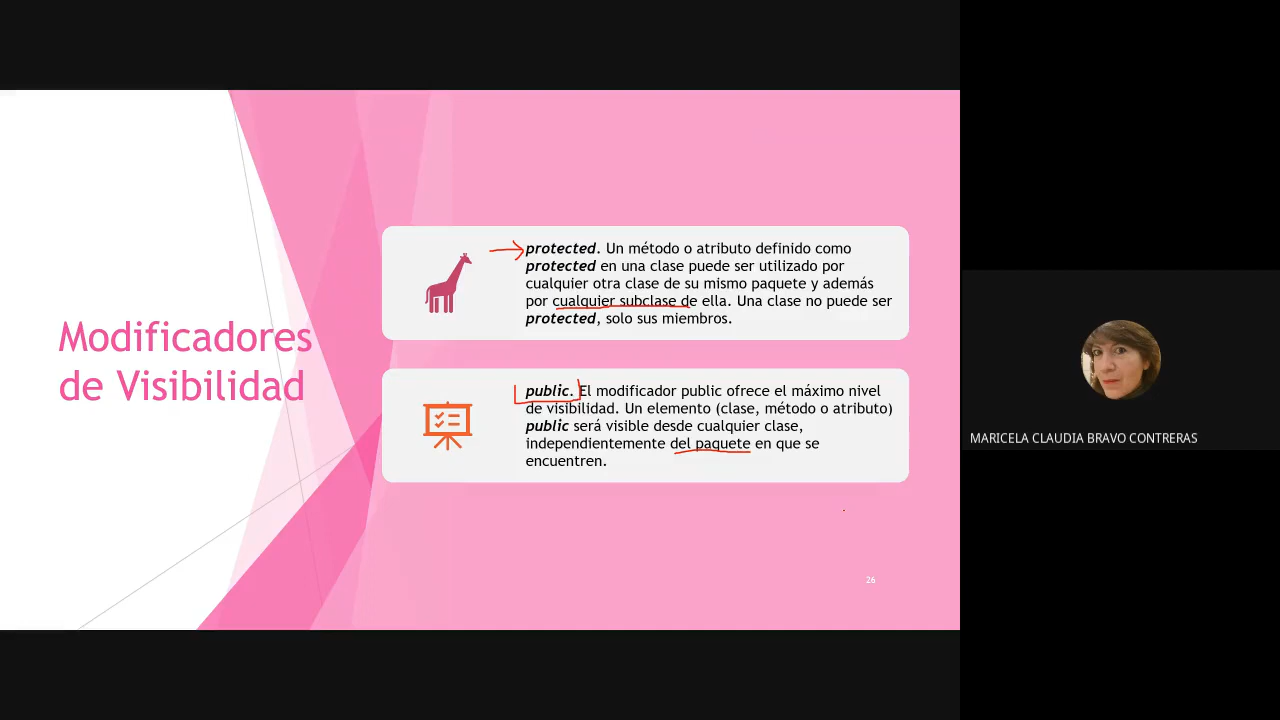 Modificadores
de Visibilidad
protected. Un método o atributo definido como
protected en una clase puede ser utilizado por
cualquier otra clase de su mismo paquete y además
por cualquier subclase de ella. Una clase no puede ser
protected, solo sus miembros.
public. El modificador public ofrece el máximo nivel
de visibilidad. Un elemento (clase, método o atributo)
public será visible desde cualquier clase,
independientemente del paquete en que se
encuentren.
26
MARICELA CLAUDIA BRAVO CONTRERAS